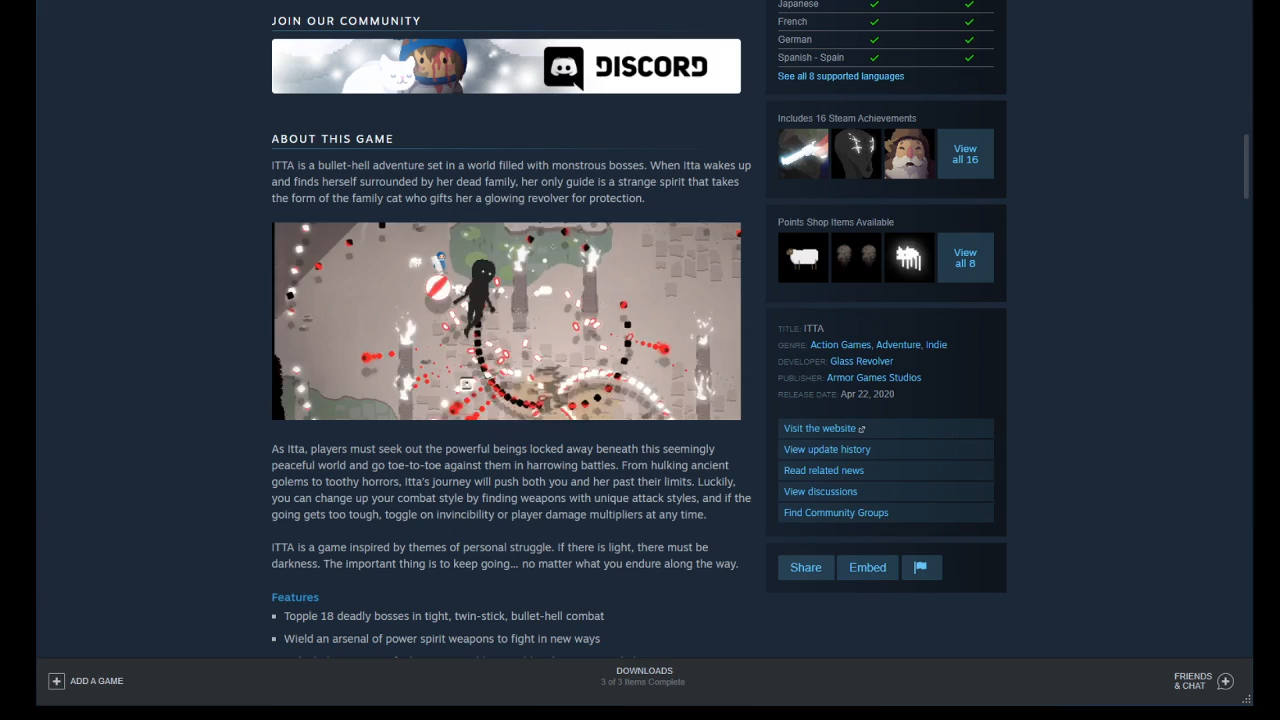 JOIN OUR COMMUNITY
DISCORD
ABOUT THIS GAME
ITTA is a bullet-hell adventure set in a world filled with monstrous bosses. When Itta wakes up
and finds herself surrounded by her dead family, her only guide is a strange spirit that takes
the form of the family cat who gifts her a glowing revolver for protection.
As Itta, players must seek out the powerful beings locked away beneath this seemingly
peaceful world and go toe-to-toe against them in harrowing battles. From hulking ancient
golems to toothy horrors, Itta's journey will push both you and her past their limits. Luckily,
you can change up your combat style by finding weapons with unique attack styles, and if the
going gets too tough, toggle on invincibility or player damage multipliers at any time.
ITTA is a game inspired by themes of personal struggle. If there is light, there must be
darkness. The important thing is to keep going... no matter what you endure along the way.
Features
Topple 18 deadly bosses in tight, twin-stick, bullet-hell combat
Wield an arsenal of power spirit weapons to fight in new ways
Japanese
French
German
Spanish - Spain
See all 8 supported languages
Includes 16 Steam Achievements
View
all 16
Points Shop Items Available
View
all 8
TITLE: ITTA
GENRE: Action Games, Adventure, Indie
DEVELOPER: Glass Revolver
PUBLISHER: Armor Games Studios
RELEASE DATE: Apr 22, 2020
Visit the website
View update history
Read related news
View discussions
Find Community Groups
Share
Embed
ADD A GAME
DOWNLOADS
3 of 3 Items Complete
FRIENDS
& CHAT